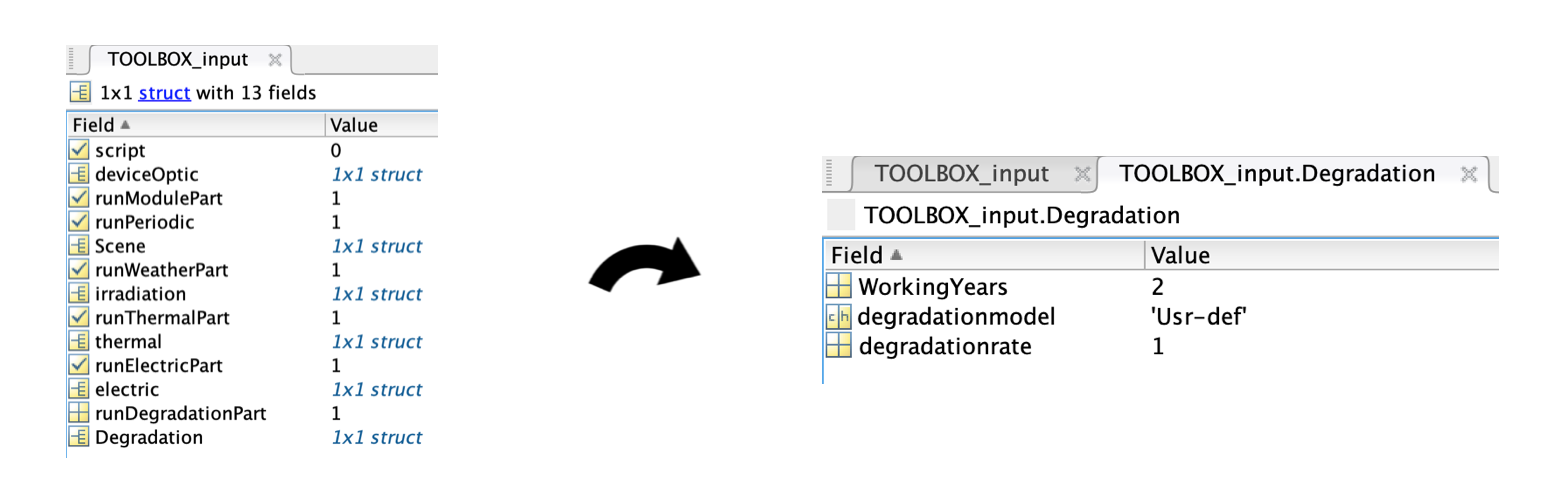 TOOLBOX_input
1x1 struct with 13 fields
Field Value
script 0
deviceOptic 1x1 struct
runModulePart 1
runPeriodic 1
Scene 1x1 struct
runWeatherPart 1
irradiation 1x1 struct
runThermalPart 1
thermal 1x1 struct
runElectricPart 1
electric 1x1 struct
runDegradationPart 1
Degradation 1x1 struct
TOOLBOX_input TOOLBOX_input.Degradation
TOOLBOX_input.Degradation
Field Value
WorkingYears 2
ch degradationmodel 'Usr-def'
degradationrate 1